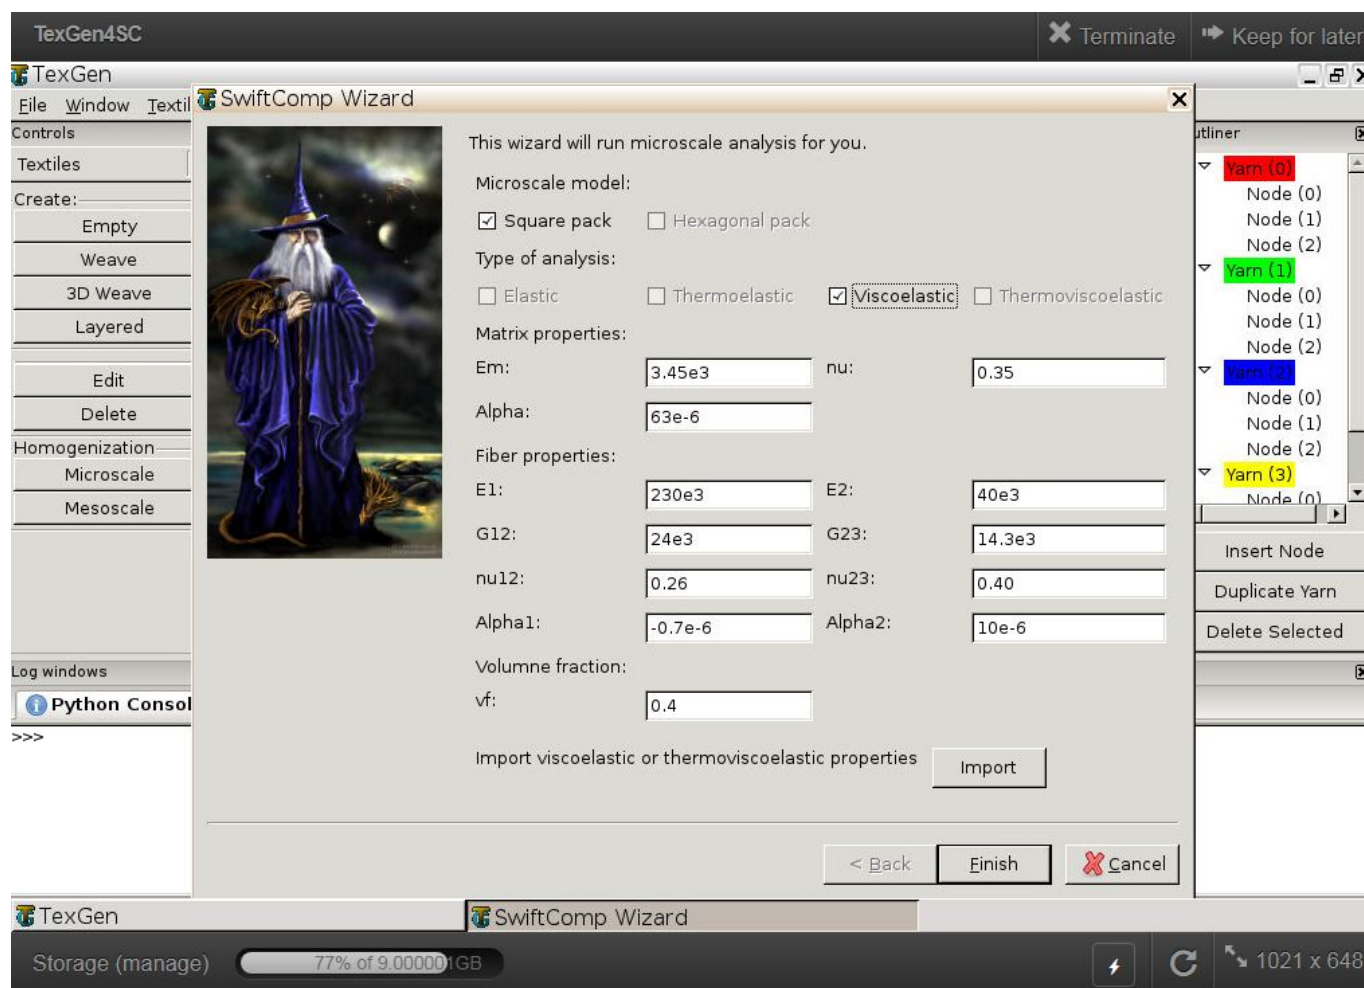 TexGen4SC
Terminate
Keep for later
TexGen
File Window Textil
SwiftComp Wizard
Controls
Textiles
Create:
Empty
Weave
3D Weave
Layered
Edit
Delete
Homogenization
Microscale
Mesoscale
This wizard will run microscale analysis for you.
Microscale model:
Square pack Hexagonal pack
Type of analysis:
Elastic Thermoelastic Viscoelastic Thermoviscoelastic
Matrix properties:
Em: 3.45e3 nu: 0.35
Alpha: 63e-6
Fiber properties:
E1: 230e3 E2: 40e3
G12: 24e3 G23: 14.3e3
nu12: 0.26 nu23: 0.40
Alpha1: -0.7e-6 Alpha2: 10e-6
Volumne fraction:
vf: 0.4
Import viscoelastic or thermoviscoelastic properties Import
< Back Finish Cancel
utliner
Yarn (0)
Node (0)
Node (1)
Node (2)
Yarn (1)
Node (0)
Node (1)
Node (2)
Yarn (2)
Node (0)
Node (1)
Node (2)
Yarn (3)
Node (0)
Insert Node
Duplicate Yarn
Delete Selected
Log windows
Python Consol
>>>
TexGen
SwiftComp Wizard
Storage (manage) 77% of 9.000001GB
1021 x 648